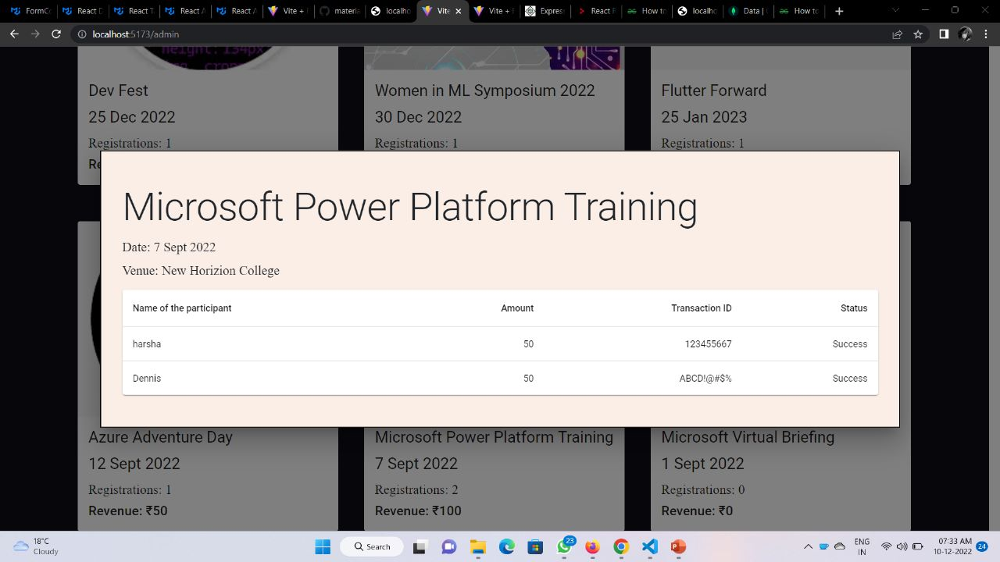 FormCo
React D
React T
React A
React A
Vite + F
materia
localho
Vite
Vite + F
Express
React R
How to
localho
Data |
How to
localhost:5173/admin
height: 134px
Dev Fest
Women in ML Symposium 2022
Flutter Forward
25 Dec 2022
30 Dec 2022
25 Jan 2023
Registrations: 1
Registrations: 1
Registrations: 1
Microsoft Power Platform Training
Date: 7 Sept 2022
Venue: New Horizion College
Name of the participant Amount Transaction ID Status
harsha 50 123455667 Success
Dennis 50 ABCD!@#$% Success
Azure Adventure Day
Microsoft Power Platform Training
Microsoft Virtual Briefing
12 Sept 2022
7 Sept 2022
1 Sept 2022
Registrations: 1
Registrations: 2
Registrations: 0
Revenue: ₹50
Revenue: ₹100
Revenue: ₹0
18°C
Cloudy
Search
23
ENG
IN
07:33 AM
10-12-2022
24